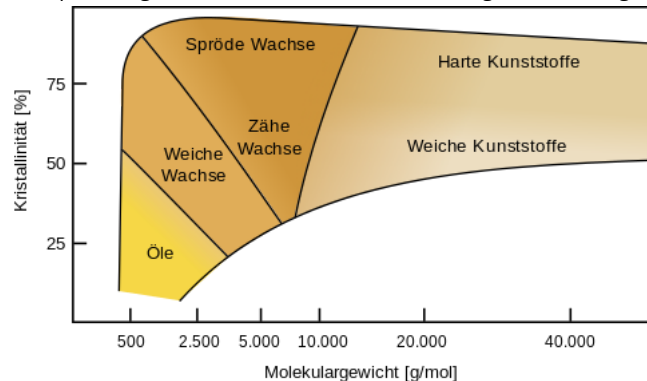 Spröde Wachse
Harte Kunststoffe
75
Zähe
Wachse
Weiche Kunststoffe
Weiche
Wachse
50
Kristallinität [%]
25
Öle
500
2.500
5.000
10.000
20.000
40.000
Molekulargewicht [g/mol]